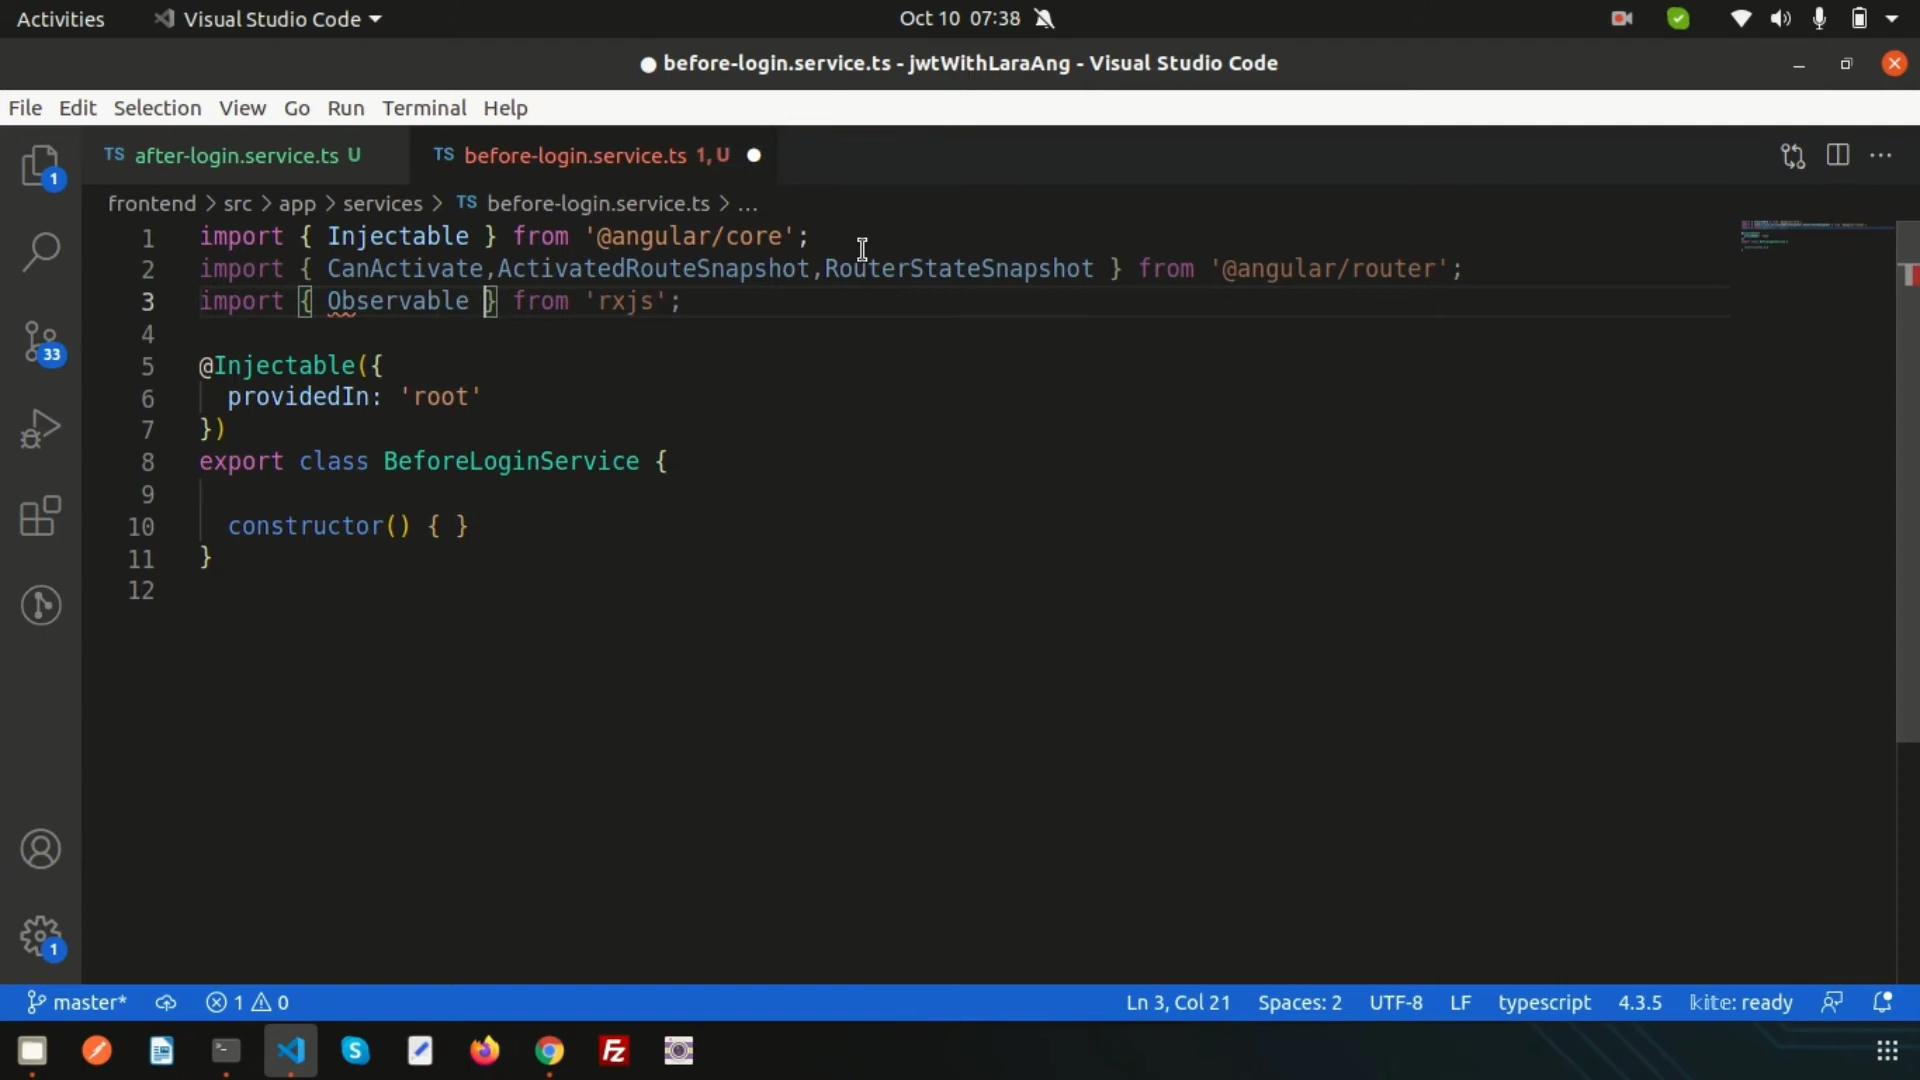 Activities
Visual Studio Code
Oct 10 07:38
before-login.service.ts - jwtWithLaraAng - Visual Studio Code
File Edit Selection View Go Run Terminal Help
TS after-login.service.ts U
TS before-login.service.ts 1, U
frontend > src > app > services > TS before-login.service.ts > ...
1 import { Injectable } from '@angular/core';
2 import { CanActivate,ActivatedRouteSnapshot,RouterStateSnapshot } from '@angular/router';
3 import { Observable } from 'rxjs';
4
5 @Injectable({
6 providedIn: 'root'
7 })
8 export class BeforeLoginService {
9
10 constructor() { }
11 }
12
1
33
1
master* 1 0 Ln 3, Col 21 Spaces: 2 UTF-8 LF typescript 4.3.5 kite: ready